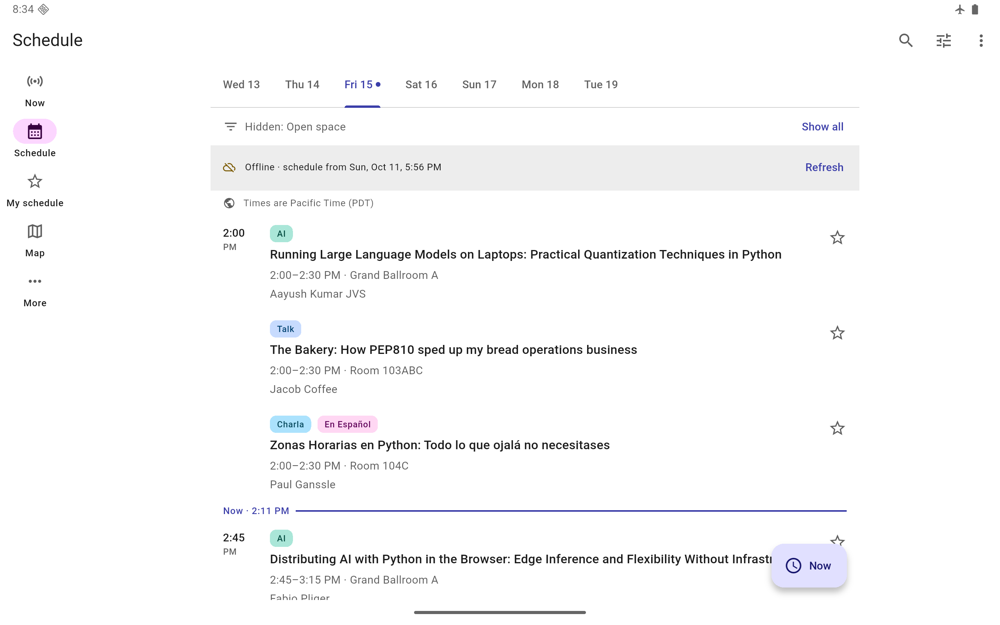 8:34
Schedule
Now
Schedule
My schedule
Map
More
Wed 13 Thu 14 Fri 15 Sat 16 Sun 17 Mon 18 Tue 19
Hidden: Open space Show all
Offline · schedule from Sun, Oct 11, 5:56 PM Refresh
Times are Pacific Time (PDT)
2:00 PM
AI
Running Large Language Models on Laptops: Practical Quantization Techniques in Python
2:00–2:30 PM · Grand Ballroom A
Aayush Kumar JVS
Talk
The Bakery: How PEP810 sped up my bread operations business
2:00–2:30 PM · Room 103ABC
Jacob Coffee
Charla En Español
Zonas Horarias en Python: Todo lo que ojalá no necesitases
2:00–2:30 PM · Room 104C
Paul Ganssle
Now · 2:11 PM
2:45 PM
AI
Distributing AI with Python in the Browser: Edge Inference and Flexibility Without
2:45–3:15 PM · Grand Ballroom A
Fabio Pliger
Now